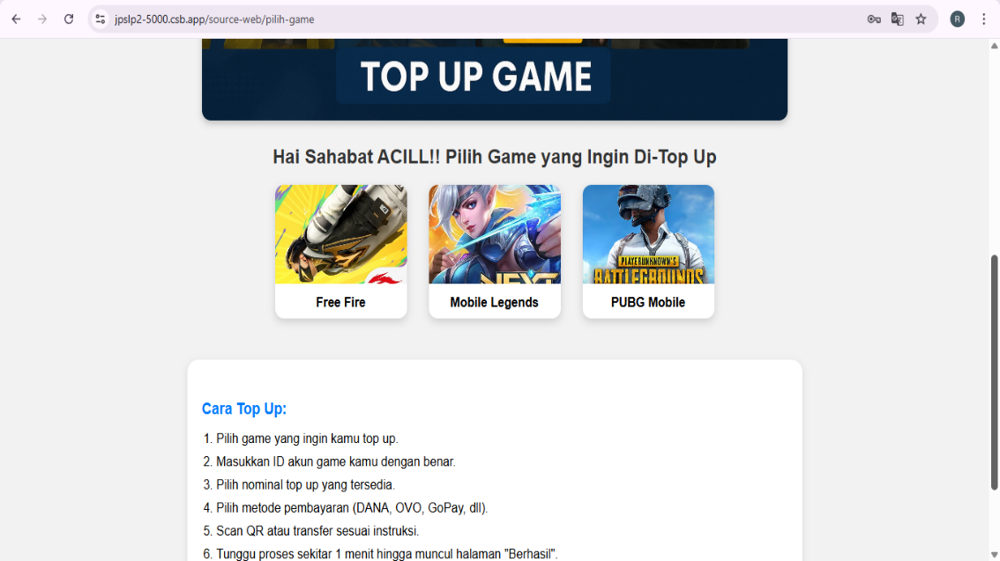 jpslp2-5000.csb.app/source-web/pilih-game
R
TOP UP GAME
Hai Sahabat ACILL!! Pilih Game yang Ingin Di-Top Up
NEXT
PLAYERUNKNOWN'S
BATTLEGROUNDS
Free Fire
Mobile Legends
PUBG Mobile
Cara Top Up:
1. Pilih game yang ingin kamu top up.
2. Masukkan ID akun game kamu dengan benar.
3. Pilih nominal top up yang tersedia.
4. Pilih metode pembayaran (DANA, OVO, GoPay, dll).
5. Scan QR atau transfer sesuai instruksi.
6. Tunggu proses sekitar 1 menit hingga muncul halaman "Berhasil".